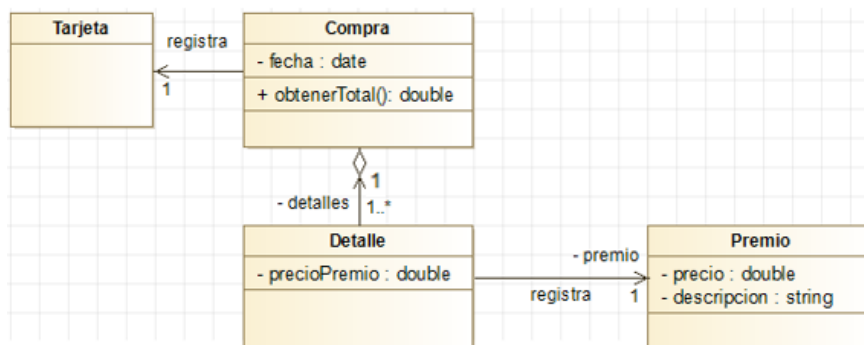 Tarjeta
registra
1
Compra
- fecha : date
+ obtenerTotal(): double
1
- detalles
1..*
Detalle
- precioPremio : double
- premio
registra
1
Premio
- precio : double
- descripcion : string